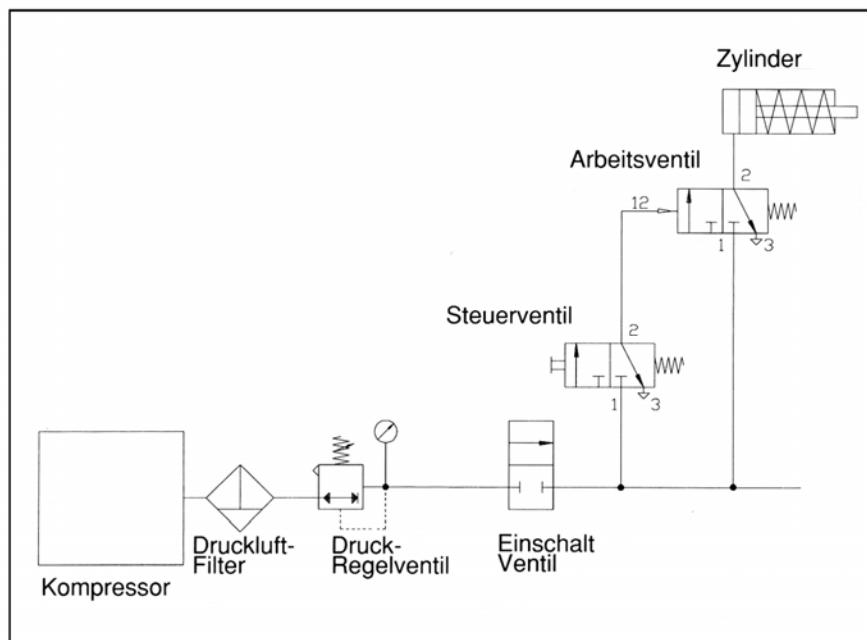 Zylinder
Arbeitsventil
2
12
1
3
Steuerventil
2
1
3
Druckluft-
Filter
Druck-
Regelventil
Einschalt
Ventil
Kompressor